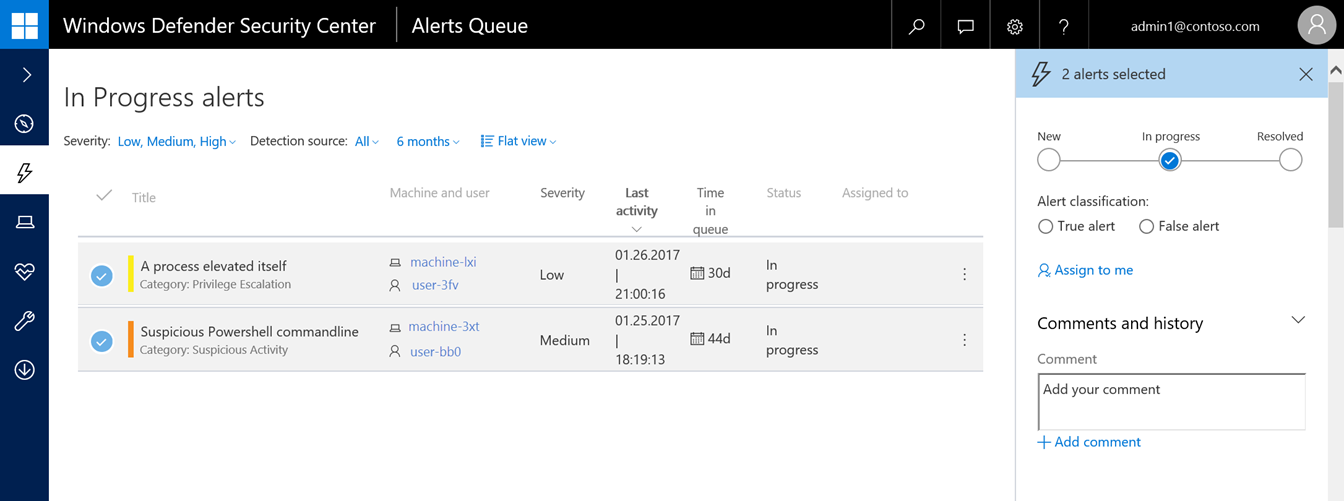 Windows Defender Security Center
Alerts Queue
?
admin1@contoso.com
In Progress alerts
Severity: Low, Medium, High
Detection source: All
6 months
Flat view
Title
Machine and user
Severity
Last
activity
Time
in
queue
Status
Assigned to
A process elevated itself
Category: Privilege Escalation
machine-lxi
user-3fv
Low
01.26.2017
|
21:00:16
30d
In
progress
Suspicious Powershell commandline
Category: Suspicious Activity
machine-3xt
user-bb0
Medium
01.25.2017
|
18:19:13
44d
In
progress
2 alerts selected
New
In progress
Resolved
Alert classification:
True alert
False alert
Assign to me
Comments and history
Comment
Add your comment
Add comment